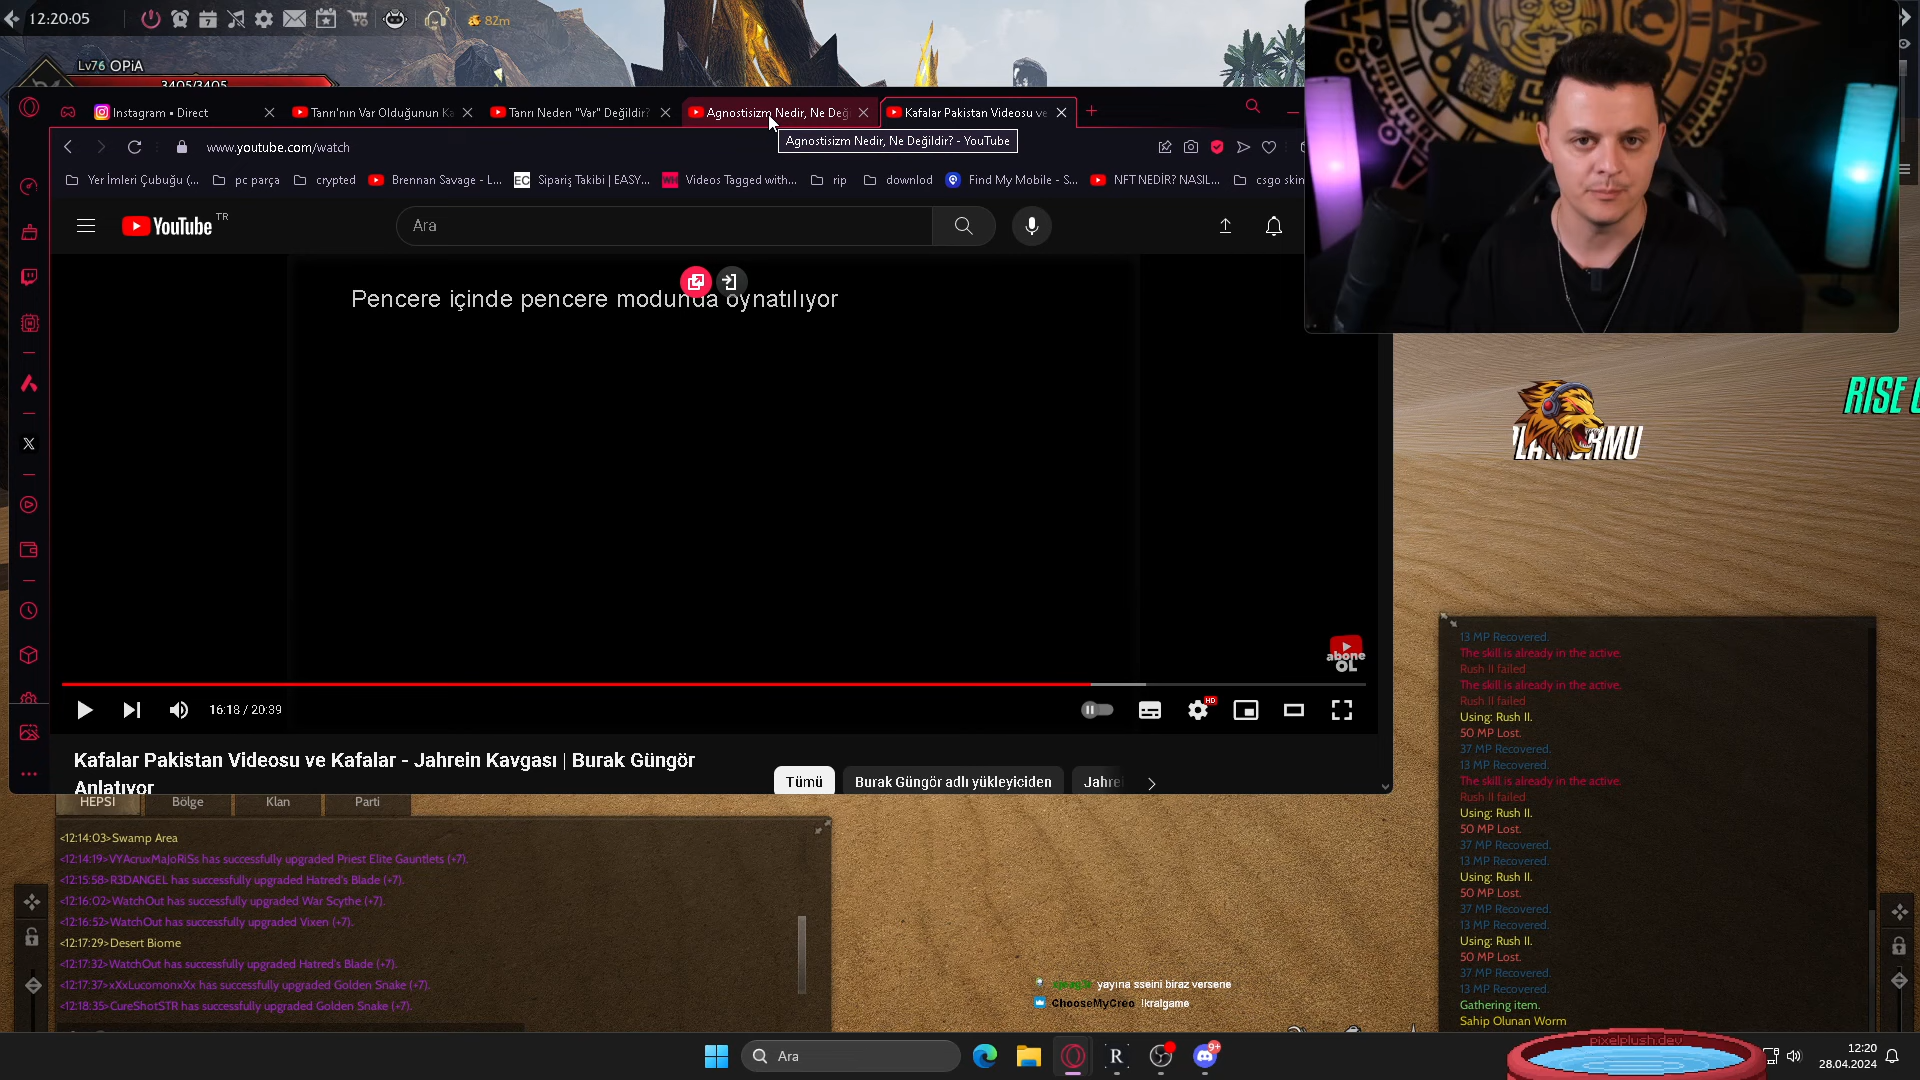 12:20:05
82m
Lv76 OPiA
3405/3405
Instagram • Direct
Tanrı'nın Var Olduğunun Ka
Tanrı Neden "Var" Değildir?
Agnostisizm Nedir, Ne Değ
Kafalar Pakistan Videosu ve
www.youtube.com/watch
Agnostisizm Nedir, Ne Değildir? - YouTube
Yer İmleri Çubuğu (...
pc parça
crypted
Brennan Savage - L...
EC Sipariş Takibi | EASY...
Videos Tagged with...
rip
downlod
Find My Mobile - S...
NFT NEDİR? NASIL...
csgo skin
YouTube TR
Ara
Pencere içinde pencere modunda oynatılıyor
abone
OL
16:18 / 20:39
HD
Kafalar Pakistan Videosu ve Kafalar - Jahrein Kavgası | Burak Güngör
Anlatıyor
Tümü
Burak Güngör adlı yükleyiciden
Jahrei
RISE
HEPSİ
Bölge
Klan
Parti
<12:14:03>Swamp Area
<12:14:19>VYAcruxMaJoRiSs has successfully upgraded Priest Elite Gauntlets (+7).
<12:15:58>R3DANGEL has successfully upgraded Hatred's Blade (+7).
<12:16:02>WatchOut has successfully upgraded War Scythe (+7).
<12:16:52>WatchOut has successfully upgraded Vixen (+7).
<12:17:29>Desert Biome
<12:17:32>WatchOut has successfully upgraded Hatred's Blade (+7).
<12:17:37>xXxLucomonxXx has successfully upgraded Golden Snake (+7).
<12:18:35>CureShotSTR has successfully upgraded Golden Snake (+7).
13 MP Recovered.
The skill is already in the active.
Rush II failed
The skill is already in the active.
Rush II failed
Using: Rush II.
50 MP Lost.
37 MP Recovered.
13 MP Recovered.
The skill is already in the active.
Rush II failed
Using: Rush II.
50 MP Lost.
37 MP Recovered.
13 MP Recovered.
Using: Rush II.
50 MP Lost.
37 MP Recovered.
13 MP Recovered.
Using: Rush II.
50 MP Lost.
37 MP Recovered.
13 MP Recovered.
Gathering item.
Sahip Olunan Worm
yayına sseini biraz versene
ChooseMyCreo !kralgame
Ara
9+
pixelplush.dev
12:20
28.04.2024